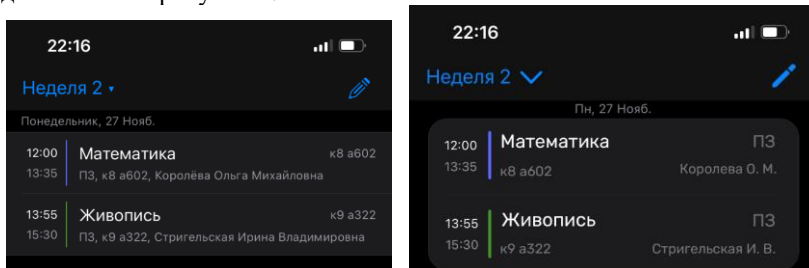 22:16
Неделя 2
Понедельник, 27 Нояб.
12:00 Математика к8 а602
13:35 ПЗ, к8 а602, Королёва Ольга Михайловна
13:55 Живопись к9 а322
15:30 ПЗ, к9 а322, Стригельская Ирина Владимировна
22:16
Неделя 2
Пн, 27 Нояб.
12:00 Математика ПЗ
13:35 к8 а602 Королева О. М.
13:55 Живопись ПЗ
15:30 к9 а322 Стригельская И. В.